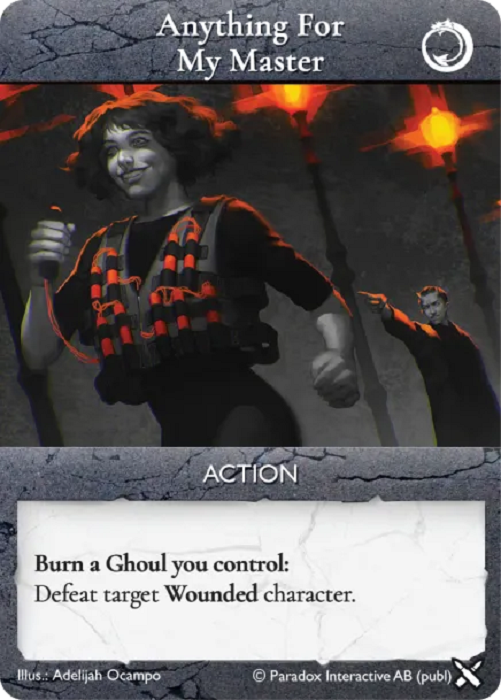 Anything For
My Master
ACTION
Burn a Ghoul you control:
Defeat target Wounded character.
Illus.: Adelijah Ocampo
© Paradox Interactive AB (publ)